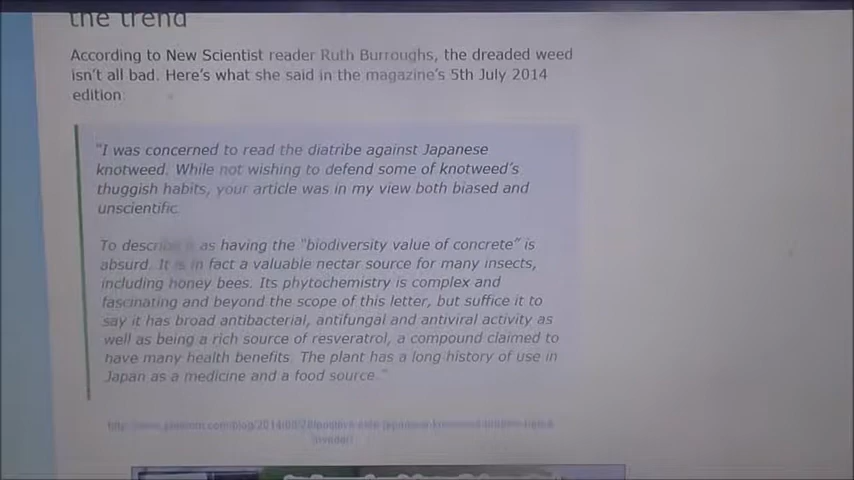 the trend
According to New Scientist reader Ruth Burroughs, the dreaded weed
isn't all bad. Here's what she said in the magazine's 5th July 2014
edition:
"I was concerned to read the diatribe against Japanese
knotweed. While not wishing to defend some of knotweed's
thuggish habits, your article was in my view both biased and
unscientific.
To describe it as having the "biodiversity value of concrete" is
absurd. It is in fact a valuable nectar source for many insects,
including honey bees. Its phytochemistry is complex and
fascinating and beyond the scope of this letter, but suffice it to
say it has broad antibacterial, antifungal and antiviral activity as
well as being a rich source of resveratrol, a compound claimed to
have many health benefits. The plant has a long history of use in
Japan as a medicine and a food source."